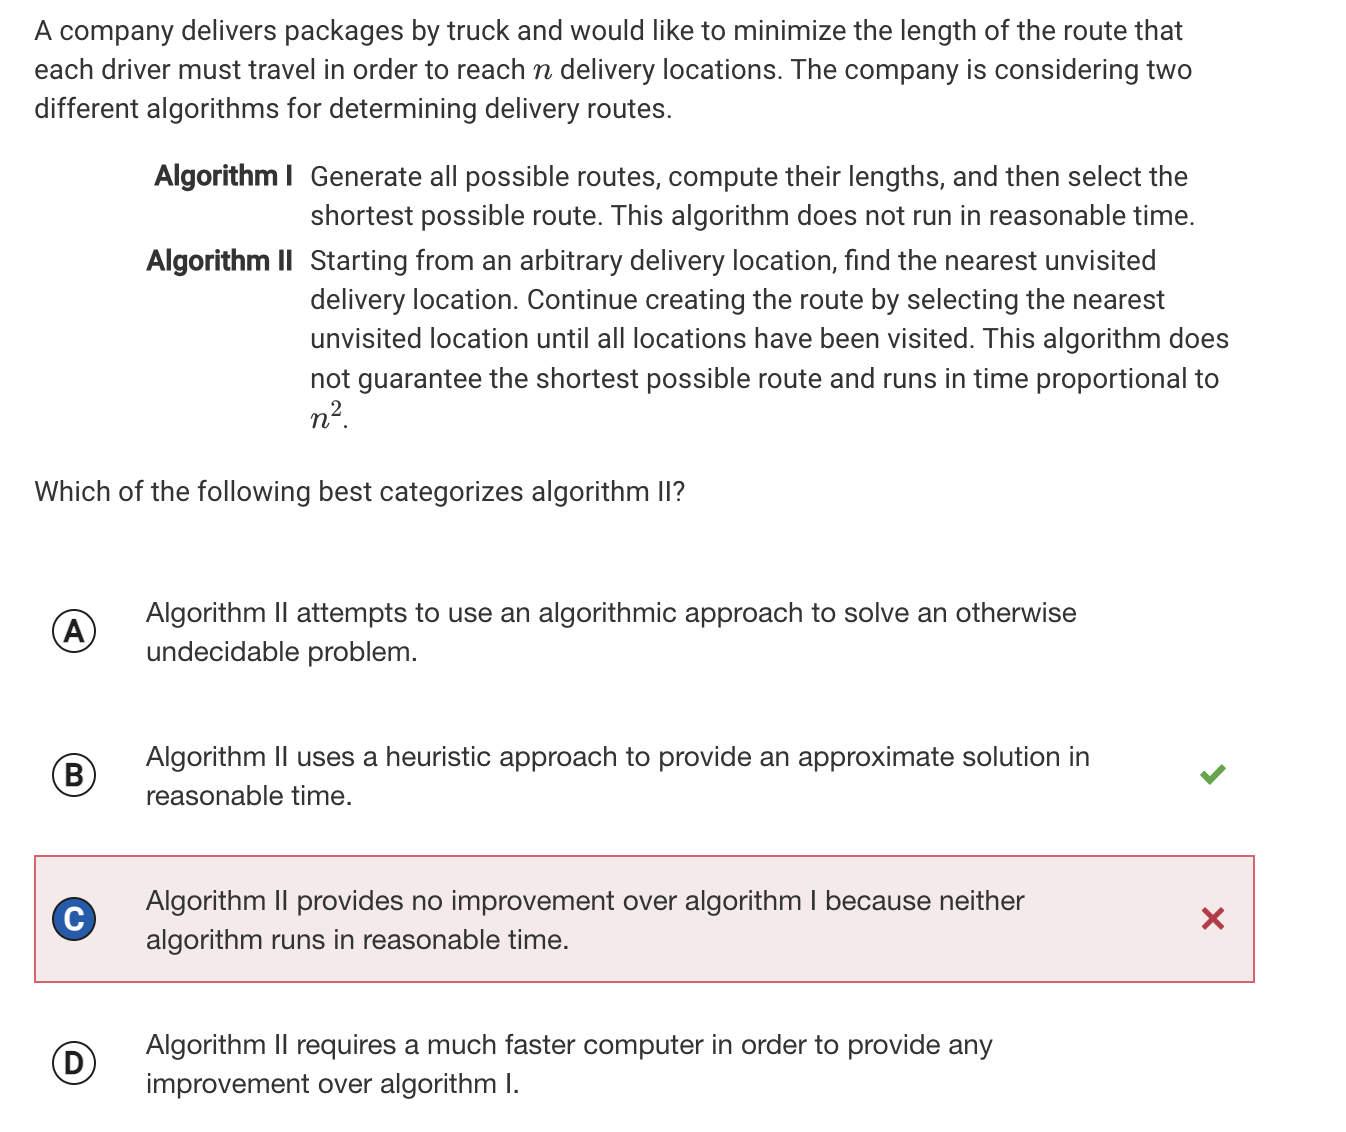 A company delivers packages by truck and would like to minimize the length of the route that
each driver must travel in order to reach n delivery locations. The company is considering two
different algorithms for determining delivery routes.
Algorithm I Generate all possible routes, compute their lengths, and then select the
shortest possible route. This algorithm does not run in reasonable time.
Algorithm II Starting from an arbitrary delivery location, find the nearest unvisited
delivery location. Continue creating the route by selecting the nearest
unvisited location until all locations have been visited. This algorithm does
not guarantee the shortest possible route and runs in time proportional to
n².
Which of the following best categorizes algorithm II?
A Algorithm II attempts to use an algorithmic approach to solve an otherwise
undecidable problem.
B Algorithm II uses a heuristic approach to provide an approximate solution in
reasonable time.
C Algorithm II provides no improvement over algorithm I because neither
algorithm runs in reasonable time.
D Algorithm II requires a much faster computer in order to provide any
improvement over algorithm I.